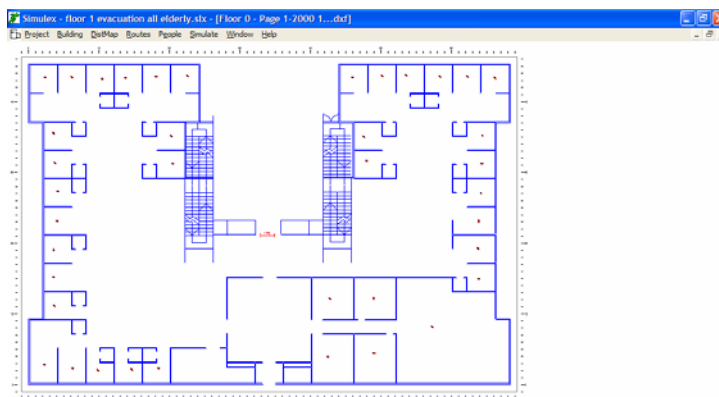 Simulex - floor 1 evacuation all elderly.slx - [Floor 0 - Page 1-2000 1...dxf]
Project Building DistMap Routes People Simulate Window Help